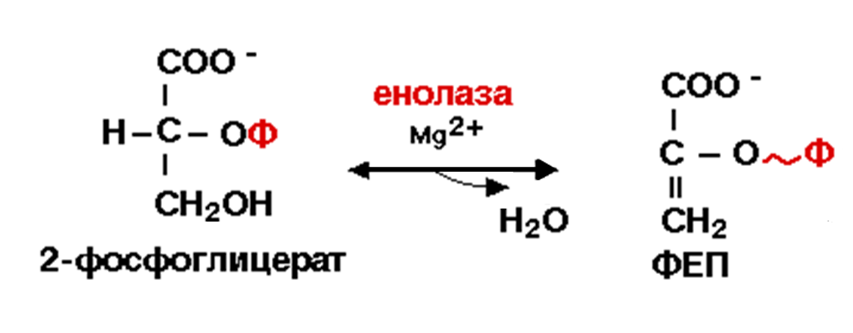 COO -
H – C – OФ
CH2OH
2-фосфоглицерат
енолаза
Mg2+
H2O
COO -
C – O ~ Ф
CH2
ФЕП